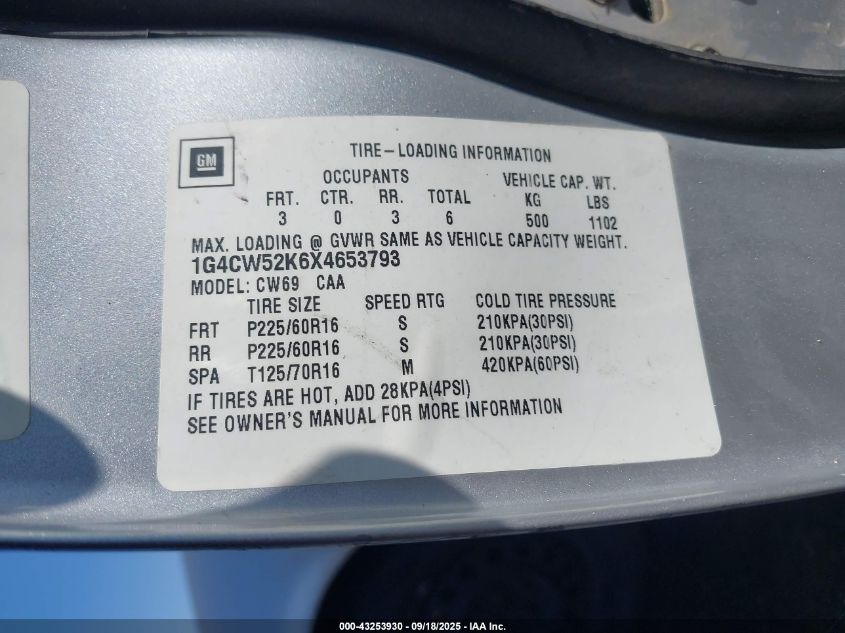 GM
TIRE–LOADING INFORMATION
OCCUPANTS VEHICLE CAP. WT.
FRT. CTR. RR. TOTAL KG LBS
3 0 3 6 500 1102
MAX. LOADING @ GVWR SAME AS VEHICLE CAPACITY WEIGHT.
1G4CW52K6X4653793
MODEL: CW69 CAA
TIRE SIZE SPEED RTG COLD TIRE PRESSURE
FRT P225/60R16 S 210KPA(30PSI)
RR P225/60R16 S 210KPA(30PSI)
SPA T125/70R16 M 420KPA(60PSI)
IF TIRES ARE HOT, ADD 28KPA(4PSI)
SEE OWNER'S MANUAL FOR MORE INFORMATION
000-43253930 - 09/18/2025 - IAA Inc.